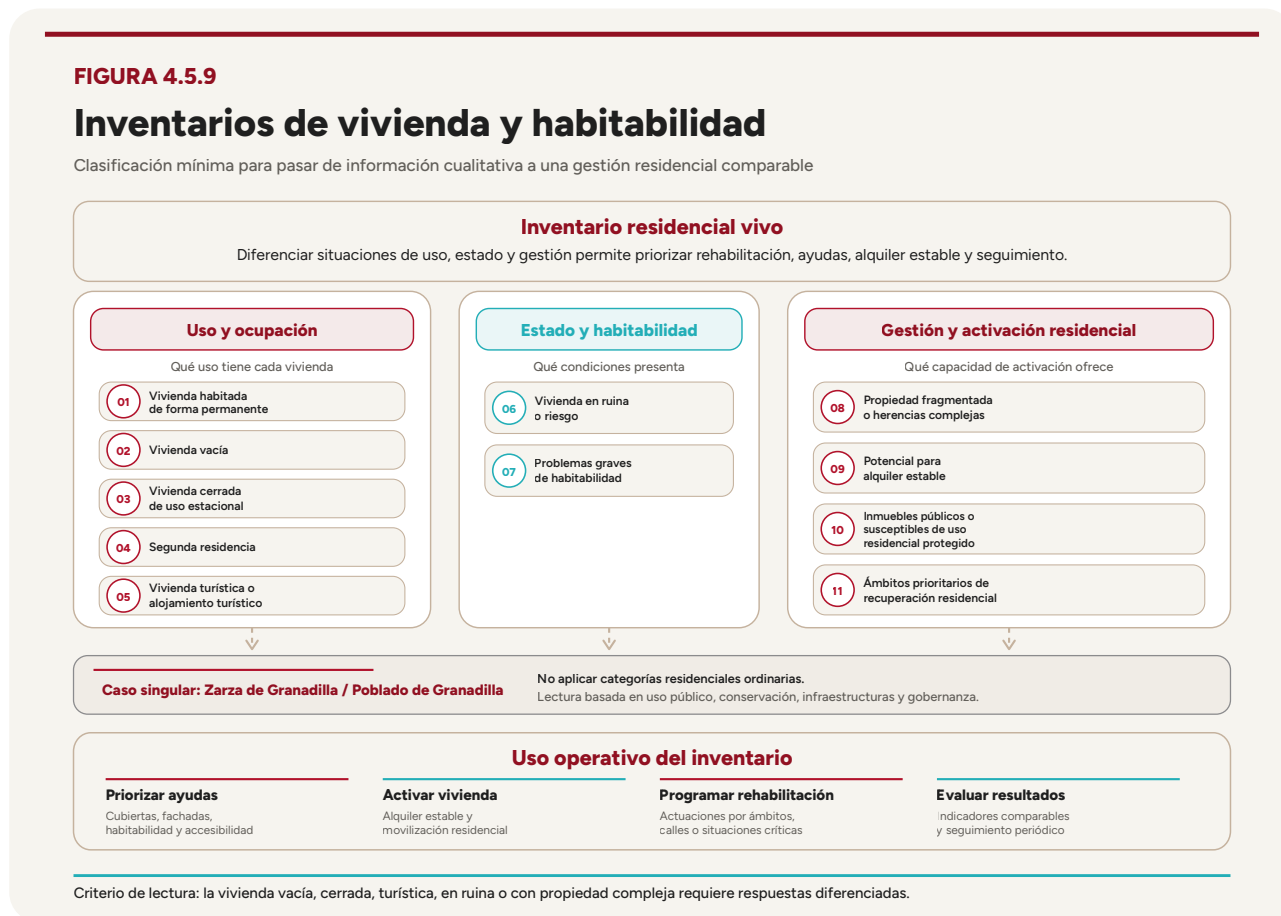 FIGURA 4.5.9
Inventarios de vivienda y habitabilidad
Clasificación mínima para pasar de información cualitativa a una gestión residencial comparable
Inventario residencial vivo
Diferenciar situaciones de uso, estado y gestión permite priorizar rehabilitación, ayudas, alquiler estable y seguimiento.
Uso y ocupación
Qué uso tiene cada vivienda
01
Vivienda habitada
de forma permanente
02
Vivienda vacía
03
Vivienda cerrada
de uso estacional
04
Segunda residencia
05
Vivienda turística o
alojamiento turístico
Estado y habitabilidad
Qué condiciones presenta
06
Vivienda en ruina
o riesgo
07
Problemas graves
de habitabilidad
Gestión y activación residencial
Qué capacidad de activación ofrece
08
Propiedad fragmentada
o herencias complejas
09
Potencial para
alquiler estable
10
Inmuebles públicos o
susceptibles de uso
residencial protegido
11
Ámbitos prioritarios de
recuperación residencial
Caso singular: Zarza de Granadilla / Poblado de Granadilla
No aplicar categorías residenciales ordinarias.
Lectura basada en uso público, conservación, infraestructuras y gobernanza.
Uso operativo del inventario
Priorizar ayudas
Cubiertas, fachadas,
habitabilidad y accesibilidad
Activar vivienda
Alquiler estable y
movilización residencial
Programar rehabilitación
Actuaciones por ámbitos,
calles o situaciones críticas
Evaluar resultados
Indicadores comparables
y seguimiento periódico
Criterio de lectura: la vivienda vacía, cerrada, turística, en ruina o con propiedad compleja requiere respuestas diferenciadas.